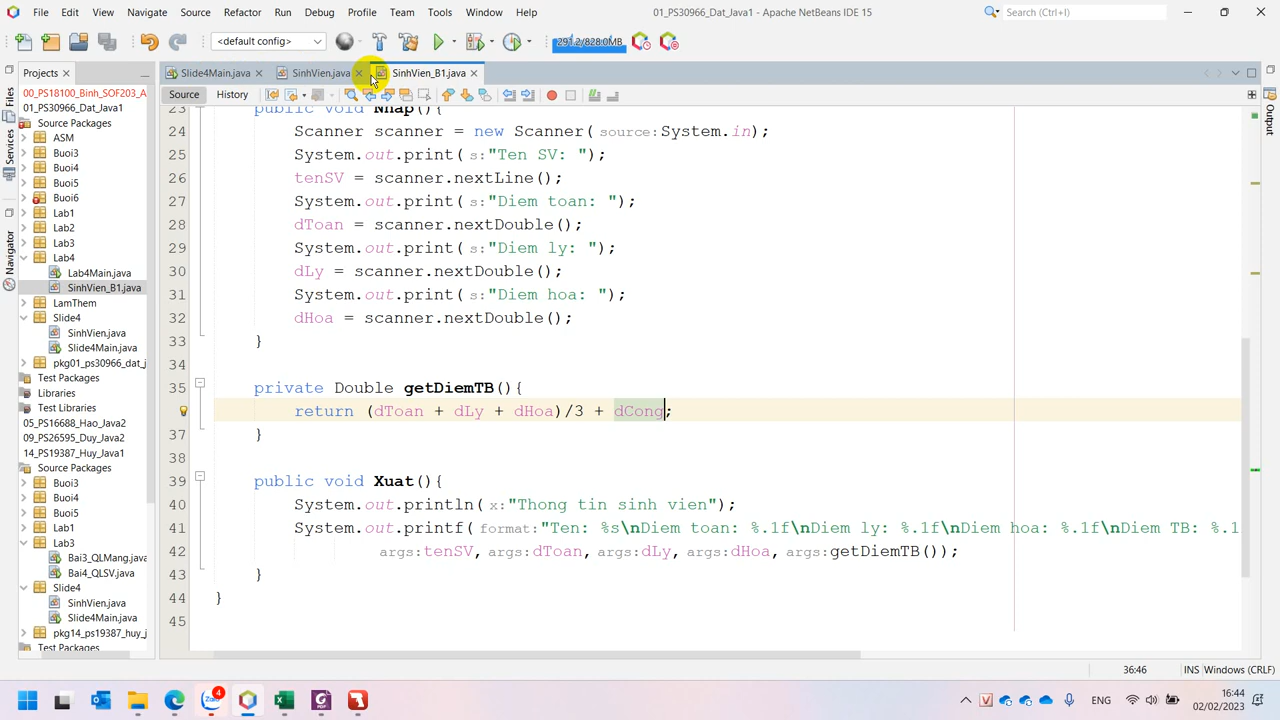 File Edit View Navigate Source Refactor Run Debug Profile Team Tools Window Help
01_PS30966_Dat_Java1 - Apache NetBeans IDE 15
Search (Ctrl+I)
<default config>
291.2/828.0MB
Projects
Slide4Main.java
SinhVien.java
SinhVien_B1.java
Source History
Files
Services
Navigator
Output
00_PS18100_Binh_SOF203_A
01_PS30966_Dat_Java1
Source Packages
ASM
Buoi3
Buoi4
Buoi5
Buoi6
Lab1
Lab2
Lab3
Lab4
Lab4Main.java
SinhVien_B1.java
LamThem
Slide4
SinhVien.java
Slide4Main.java
pkg01_ps30966_dat_j
Test Packages
Libraries
Test Libraries
05_PS16688_Hao_Java2
09_PS26595_Duy_Java2
14_PS19387_Huy_Java1
Source Packages
Buoi3
Buoi4
Buoi5
Lab1
Lab3
Bai3_QLMang.java
Bai4_QLSV.java
Slide4
SinhVien.java
Slide4Main.java
pkg14_ps19387_huy_j
Test Packages
23 public void Nhap(){
24 Scanner scanner = new Scanner(source:System.in);
25 System.out.print(s:"Ten SV: ");
26 tenSV = scanner.nextLine();
27 System.out.print(s:"Diem toan: ");
28 dToan = scanner.nextDouble();
29 System.out.print(s:"Diem ly: ");
30 dLy = scanner.nextDouble();
31 System.out.print(s:"Diem hoa: ");
32 dHoa = scanner.nextDouble();
33 }
34
35 private Double getDiemTB(){
return (dToan + dLy + dHoa)/3 + dCong;
37 }
38
39 public void Xuat(){
40 System.out.println(x:"Thong tin sinh vien");
41 System.out.printf(format:"Ten: %s\nDiem toan: %.1f\nDiem ly: %.1f\nDiem hoa: %.1f\nDiem TB: %.1
42 args:tenSV,args:dToan,args:dLy,args:dHoa,args:getDiemTB());
43 }
44 }
45
36:46 INS Windows (CRLF)
Zalo
4
ENG
16:44
02/02/2023